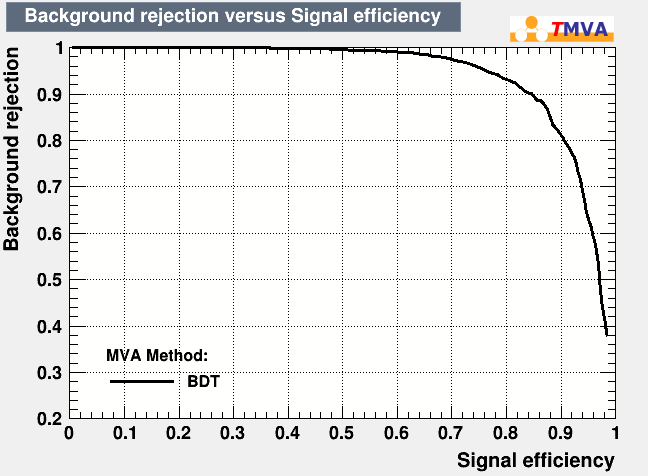 Background rejection versus Signal efficiency
TMVA
Background rejection
1
0.9
0.8
0.7
0.6
0.5
0.4
0.3
0.2
MVA Method:
BDT
0 0.1 0.2 0.3 0.4 0.5 0.6 0.7 0.8 0.9 1
Signal efficiency